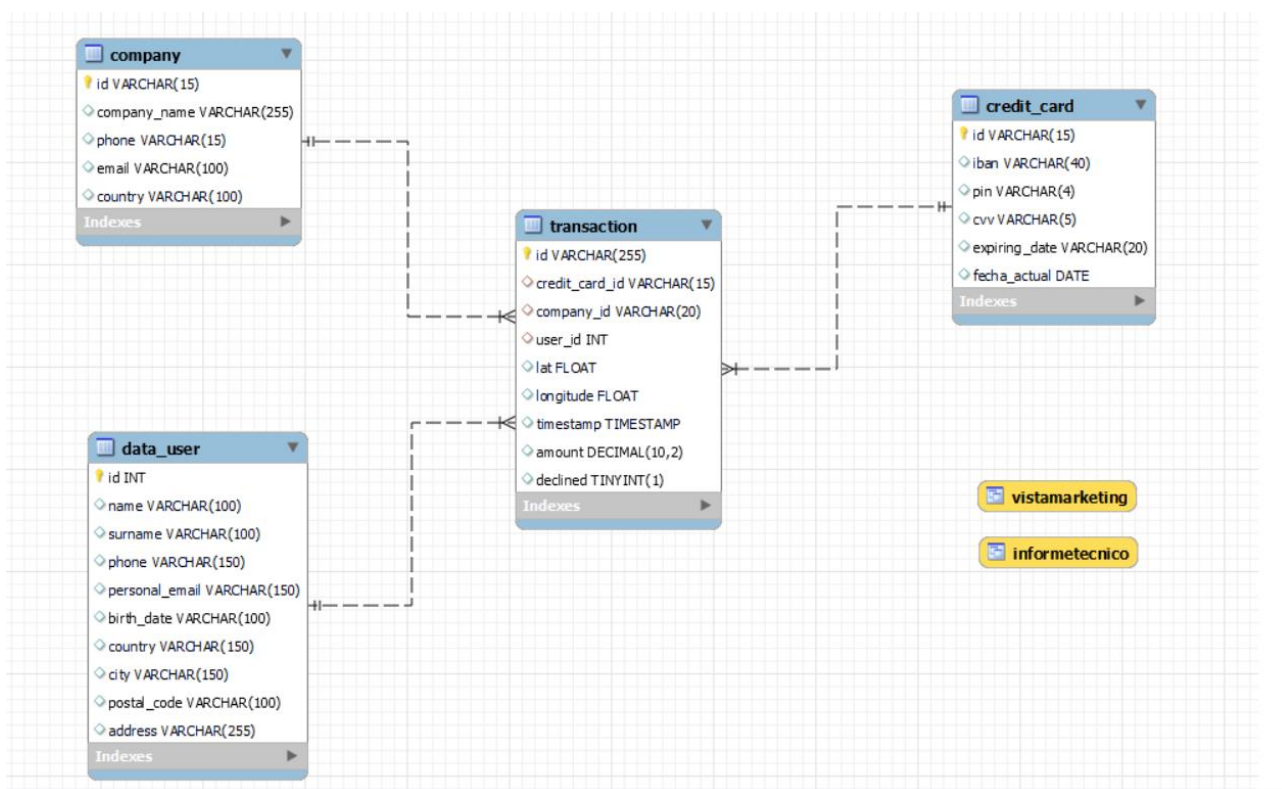 company
id VARCHAR(15)
company_name VARCHAR(255)
phone VARCHAR(15)
email VARCHAR(100)
country VARCHAR(100)
Indexes
data_user
id INT
name VARCHAR(100)
surname VARCHAR(100)
phone VARCHAR(150)
personal_email VARCHAR(150)
birth_date VARCHAR(100)
country VARCHAR(150)
city VARCHAR(150)
postal_code VARCHAR(100)
address VARCHAR(255)
Indexes
transaction
id VARCHAR(255)
credit_card_id VARCHAR(15)
company_id VARCHAR(20)
user_id INT
lat FLOAT
longitude FLOAT
timestamp TIMESTAMP
amount DECIMAL(10,2)
declined TINYINT(1)
Indexes
credit_card
id VARCHAR(15)
iban VARCHAR(40)
pin VARCHAR(4)
cvv VARCHAR(5)
expiring_date VARCHAR(20)
fecha_actual DATE
Indexes
vistamarketing
informetecnico